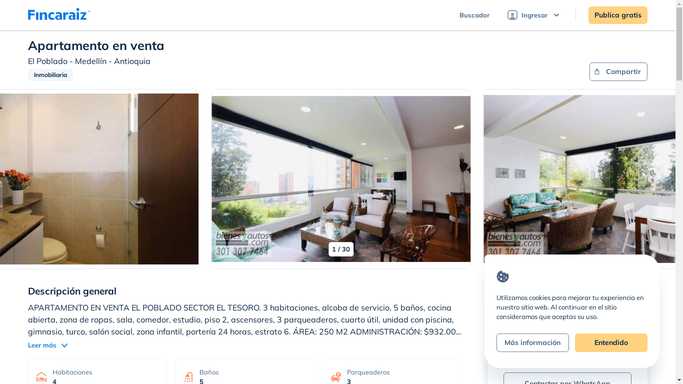 Fincaraiz
Buscador
Ingresar
Publica gratis
Apartamento en venta
El Poblado - Medellín - Antioquia
Inmobiliaria
Compartir
bienesyautos
.com
301 307 7464
1 / 30
bienesyautos
.com
301 307 7464
Descripción general
APARTAMENTO EN VENTA EL POBLADO SECTOR EL TESORO. 3 habitaciones, alcoba de servicio, 5 baños, cocina
abierta, zona de ropas, sala, comedor, estudio, piso 2, ascensores, 3 parqueaderos, cuarto útil, unidad con piscina,
gimnasio, turco, salón social, zona infantil, portería 24 horas, estrato 6. ÁREA: 250 M2 ADMINISTRACIÓN: $932.00...
Leer más
Habitaciones
4
Baños
5
Parqueaderos
3
Utilizamos cookies para mejorar tu experiencia en
nuestro sitio web. Al continuar en el sitio
consideramos que aceptas su uso.
Más información
Entendido
Contactar por WhatsApp